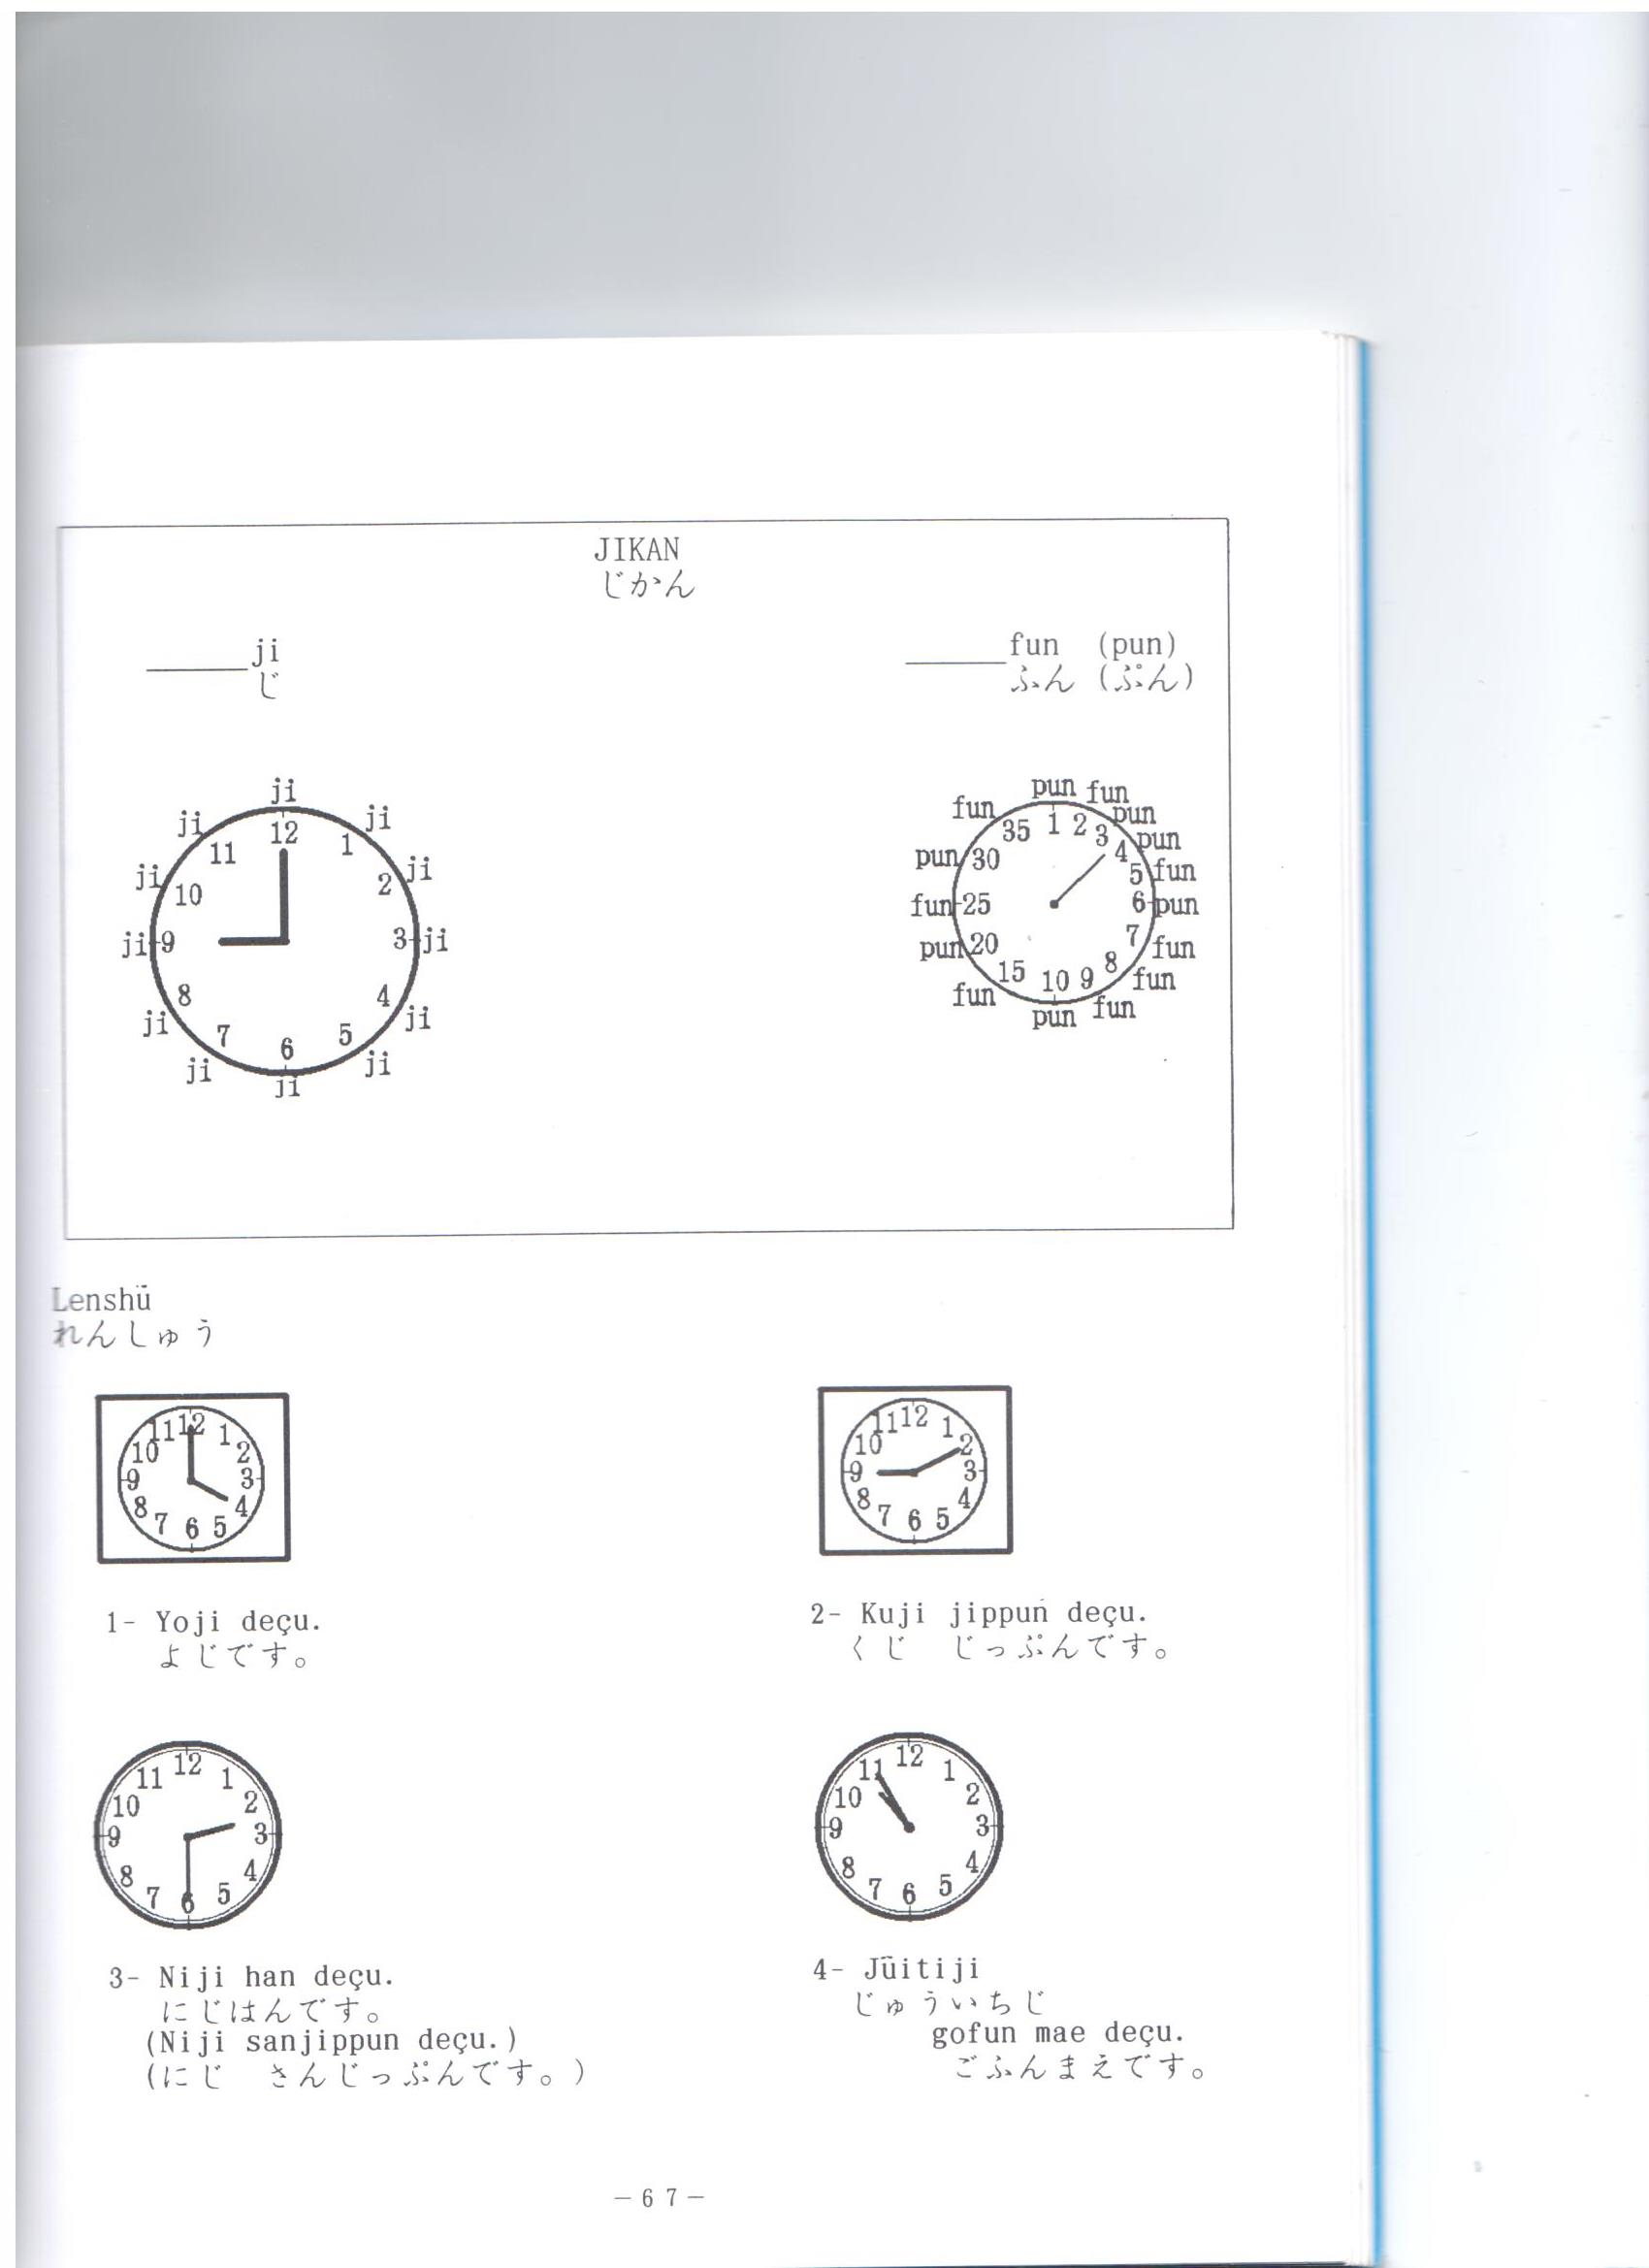 JIKAN
じかん
_____ji
じ
_____fun (pun)
ふん (ぷん)
ji ji ji ji ji ji ji ji ji ji ji ji
12 1 2 3 4 5 6 7 8 9 10 11
pun fun pun pun fun pun fun fun fun pun fun pun fun pun fun
1 2 3 4 5 6 7 8 9 10 15 20 25 30 35
Lenshū
れんしゅう
12 1 2 3 4 5 6 7 8 9 10 11
12 1 2 3 4 5 6 7 8 9 10 11
1- Yoji deçu.
よじです。
2- Kuji jippun deçu.
くじ じっぷんです。
12 1 2 3 4 5 6 7 8 9 10 11
12 1 2 3 4 5 6 7 8 9 10 11
3- Niji han deçu.
にじはんです。
(Niji sanjippun deçu.)
(にじ さんじっぷんです。)
4- Jūitiji
じゅういちじ
gofun mae deçu.
ごふんまえです。
－67－